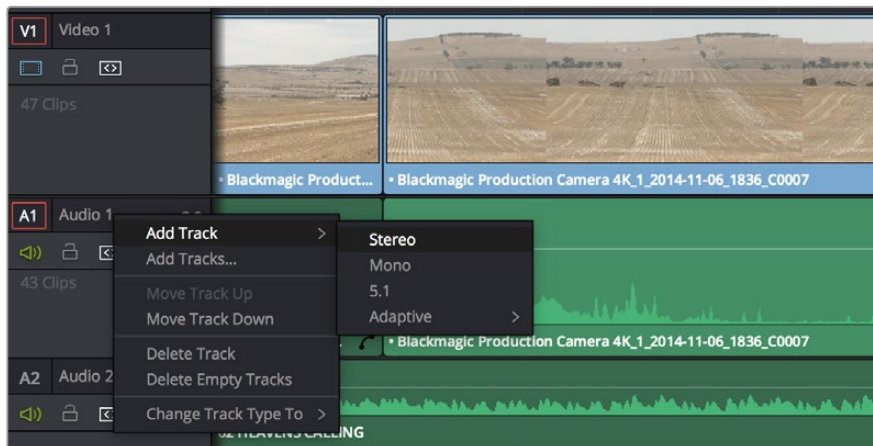 V1 Video 1
47 Clips
• Blackmagic Product... • Blackmagic Production Camera 4K_1_2014-11-06_1836_C0007
A1 Audio 1
43 Clips
Add Track >
Add Tracks...
Move Track Up
Move Track Down
Delete Track
Delete Empty Tracks
Change Track Type To >
Stereo
Mono
5.1
Adaptive >
• Blackmagic Production Camera 4K_1_2014-11-06_1836_C0007
A2 Audio 2
HEAVENS CALLING